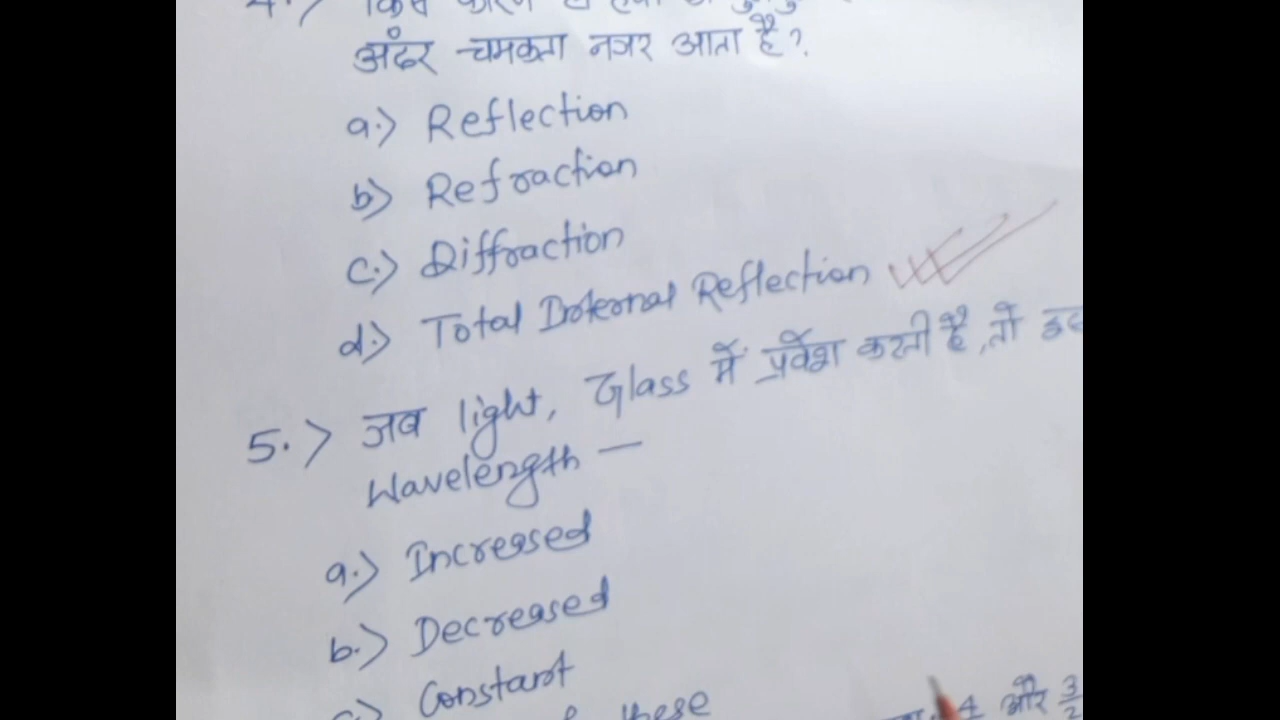 अंदर चमकता नजर आता है?
a.) Reflection
b) Refraction
c.) Diffraction
d.) Total Internal Reflection
5.) जब light, Glass में प्रवेश करती है, तो
Wavelength —
a.) Increased
b.) Decreased
c) Constant
these
4 और 3/2